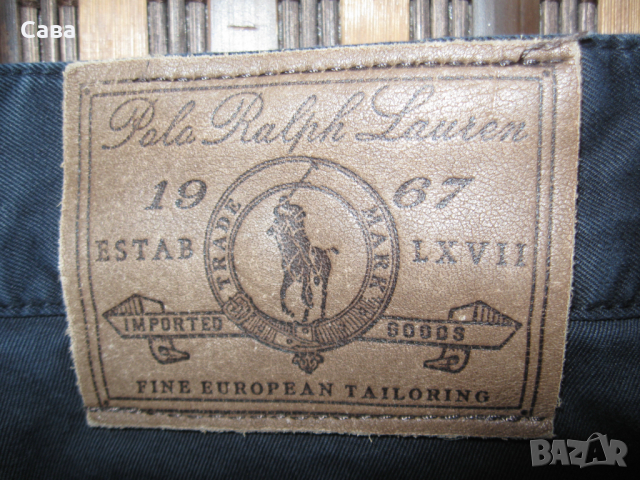 Сава
Polo Ralph Lauren
19 67
TRADE MARK
ESTAB LXVII
IMPORTED GOODS
FINE EUROPEAN TAILORING
BAZAR